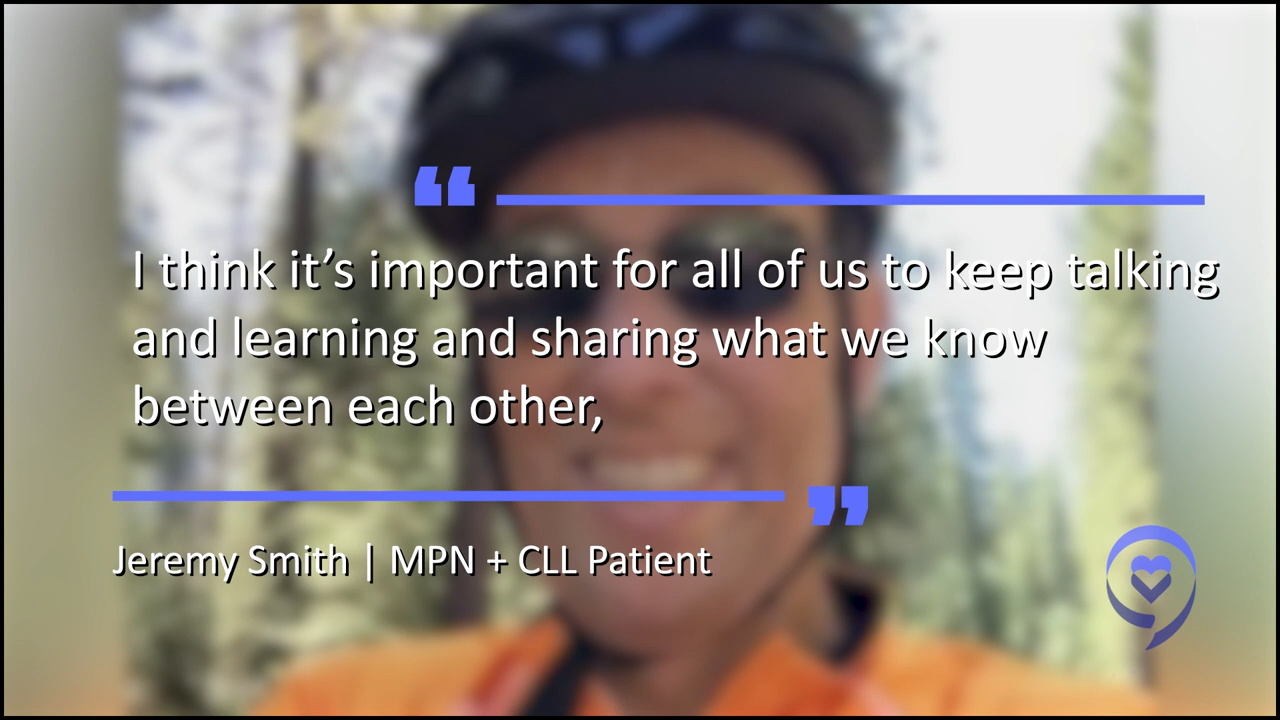 “
I think it’s important for all of us to keep talking
and learning and sharing what we know
between each other,
”
Jeremy Smith | MPN + CLL Patient